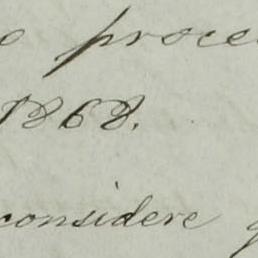 o proce
1868.
considere g